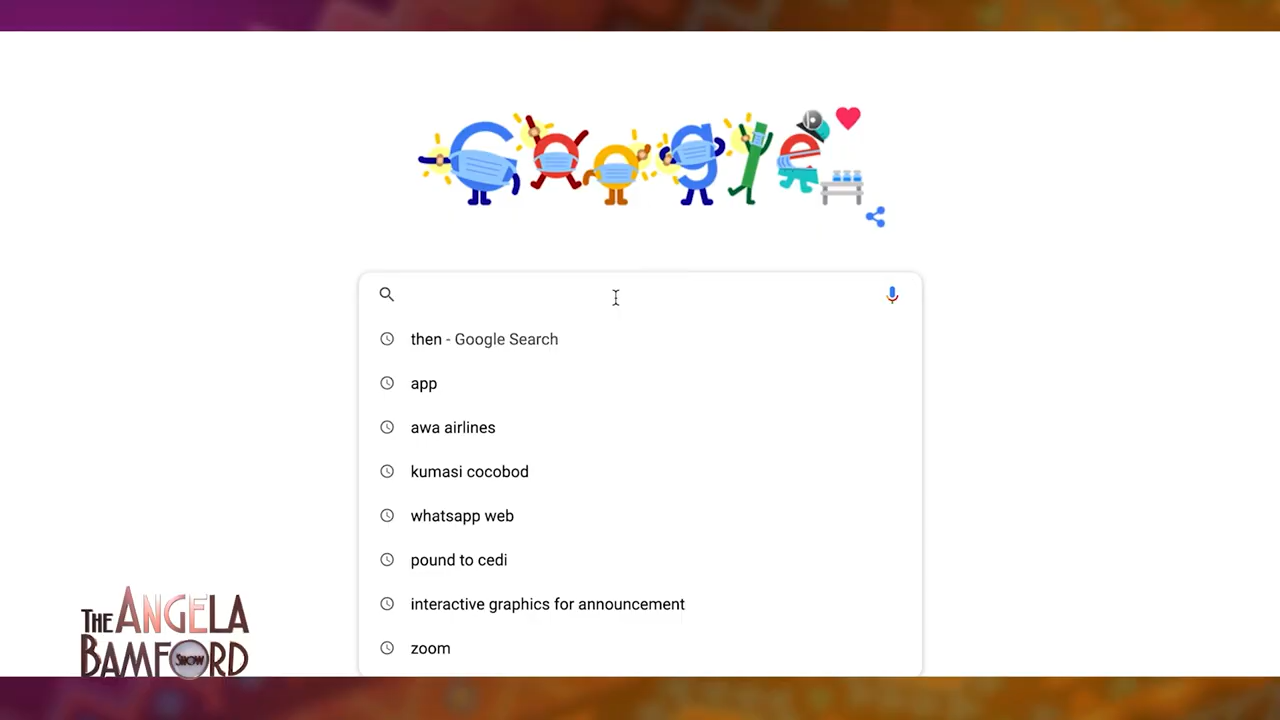 Google
then - Google Search
app
awa airlines
kumasi cocobod
whatsapp web
pound to cedi
interactive graphics for announcement
zoom
THE ANGELA
BAMFORD
SHOW